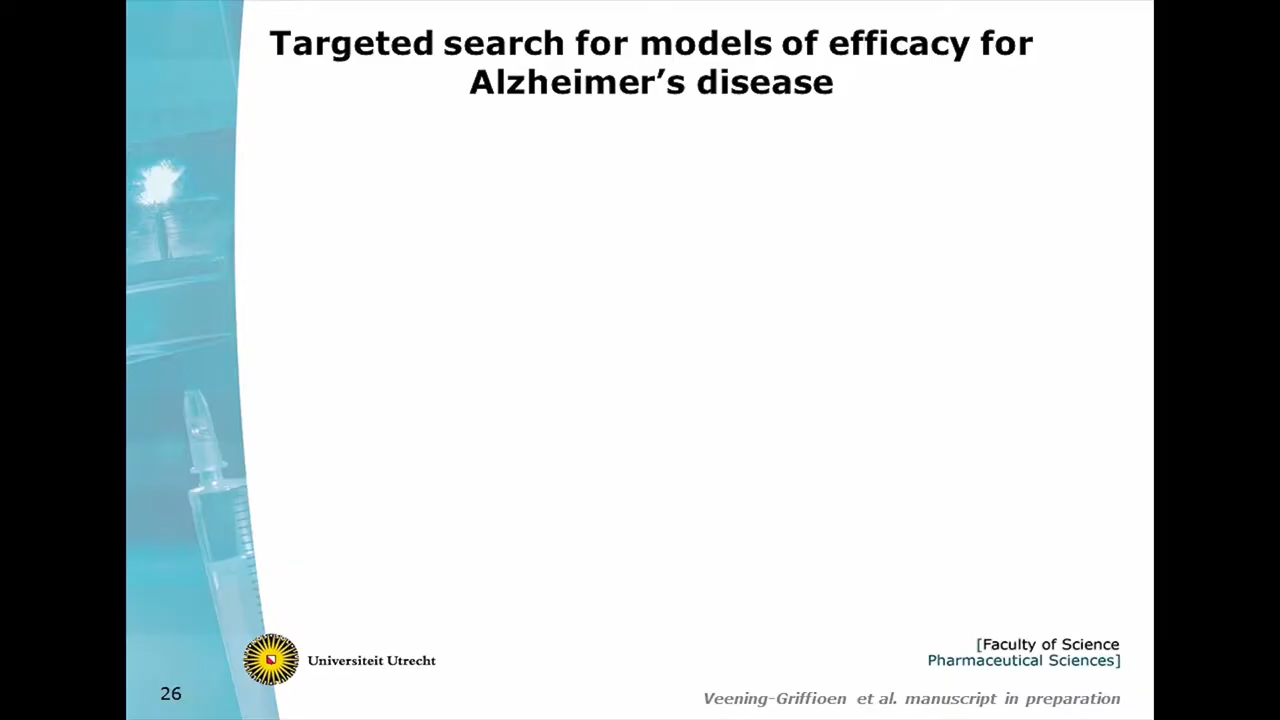 Targeted search for models of efficacy for
Alzheimer’s disease
Universiteit Utrecht
[Faculty of Science
Pharmaceutical Sciences]
26
Veening-Griffioen et al. manuscript in preparation